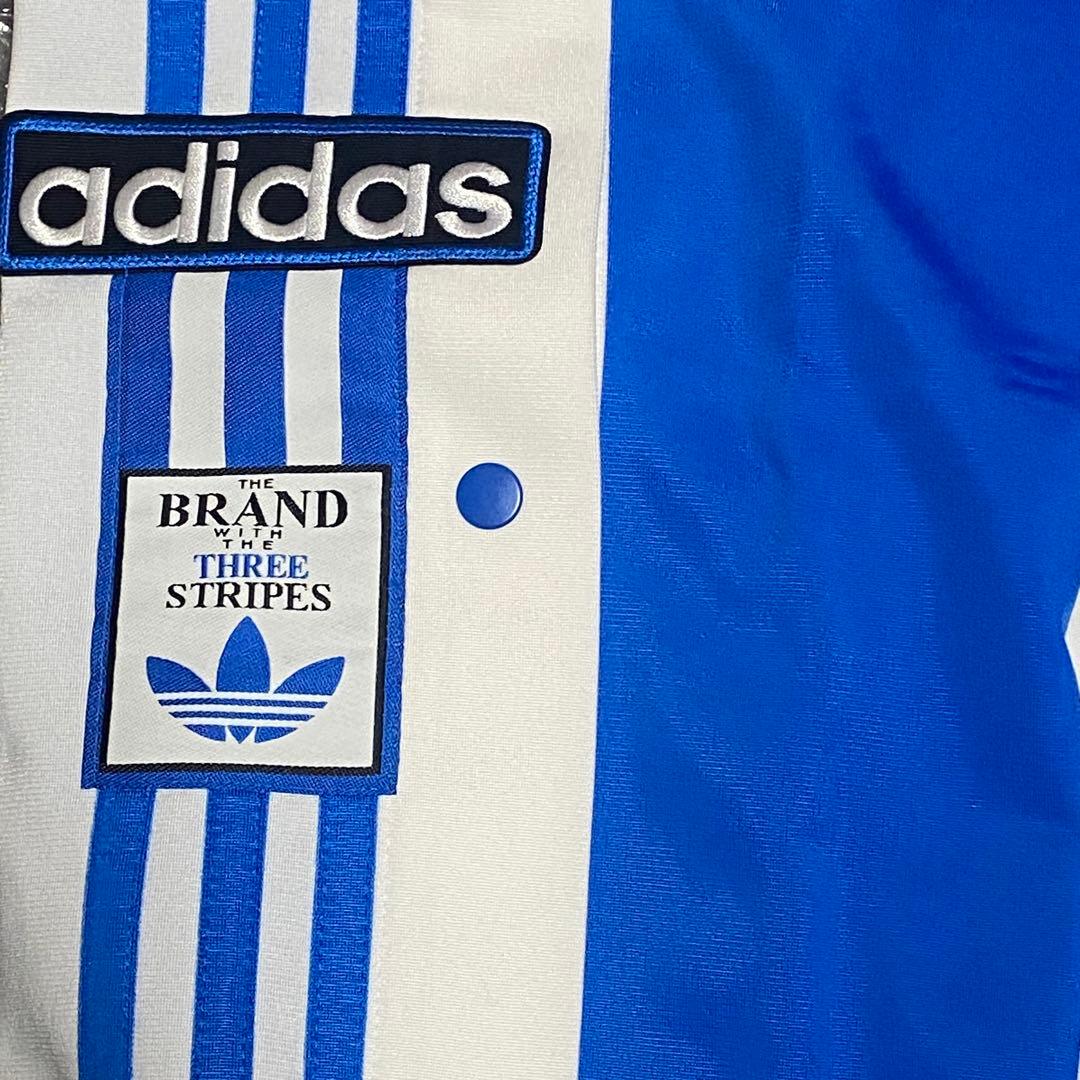 adidas
THE
BRAND
WITH
THE
THREE
STRIPES